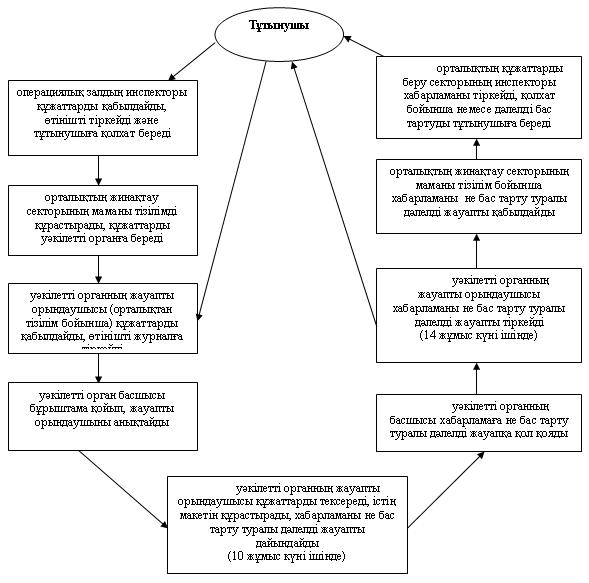 Тұтынушы
операциялық залдың инспекторы
құжаттарды қабылдайды,
өтінішті тіркейді және
тұтынушыға қолхат береді
орталықтың жинақтау
секторының маманы тізілімді
құрастырады, құжаттарды
уәкілетті органға береді
уәкілетті органның жауапты
орындаушысы (орталықтан
тізілім бойынша) құжаттарды
қабылдайды, өтінішті журналға
тіркейді
уәкілетті орган басшысы
бұрыштама қойып, жауапты
орындаушыны анықтайды
уәкілетті органның жауапты
орындаушысы құжаттарды тексереді, істің
макетін құрастырады, хабарламаны не бас
тарту туралы дәлелді жауапты
дайындайды
(10 жұмыс күні ішінде)
уәкілетті органның
басшысы хабарламаға не бас тарту
туралы дәлелді жауапқа қол қояды
уәкілетті органның
жауапты орындаушысы
хабарламаны не бас тарту туралы
дәлелді жауапты тіркейді
(14 жұмыс күні ішінде)
орталықтың жинақтау секторының
маманы тізілім бойынша
хабарламаны не бас тарту туралы
дәлелді жауапты қабылдайды
орталықтың құжаттарды
беру секторының инспекторы
хабарламаны тіркейді, қолхат
бойынша немесе дәлелді бас
тартуды тұтынушыға береді